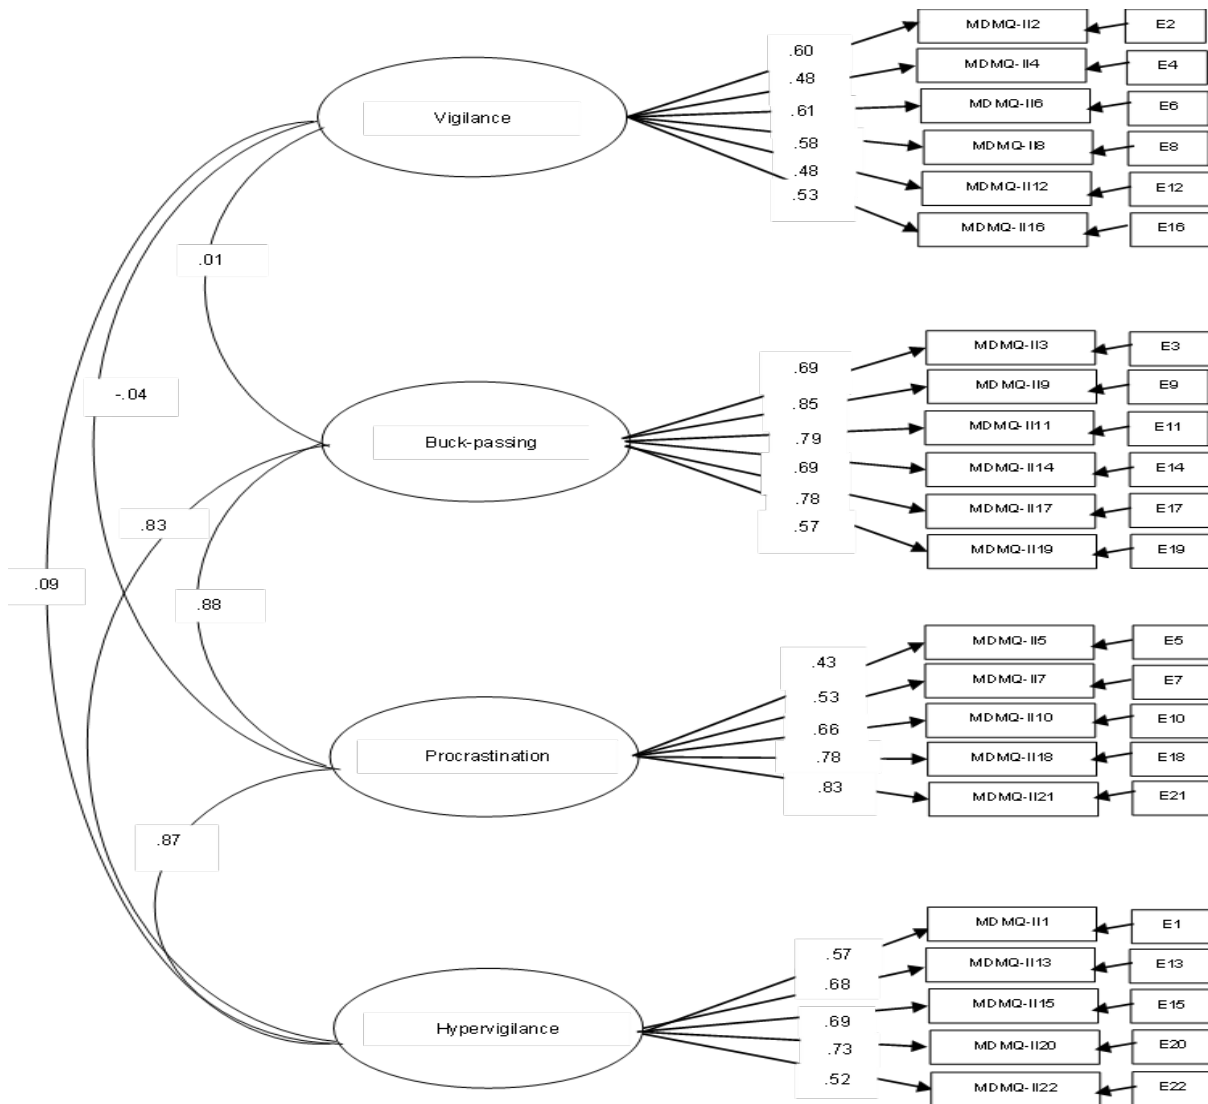 MDMQ-II2 E2
.60
MDMQ-II4 E4
.48
MDMQ-II6 E6
.61
Vigilance
MDMQ-II8 E8
.58
MDMQ-II12 E12
.48
.53
MDMQ-II16 E16
.01
MDMQ-II3 E3
.69
MDMQ-II9 E9
-.04
.85
MDMQ-II11 E11
Buck-passing
.79
MDMQ-II14 E14
.69
.78
MDMQ-II17 E17
.83
.57
MDMQ-II19 E19
.09
.88
MDMQ-II5 E5
.43
MDMQ-II7 E7
.53
MDMQ-II10 E10
.66
Procrastination
.78
MDMQ-II18 E18
.83
MDMQ-II21 E21
.87
MDMQ-II1 E1
.57
MDMQ-II13 E13
.68
MDMQ-II15 E15
.69
Hypervigilance
MDMQ-II20 E20
.73
.52
MDMQ-II22 E22